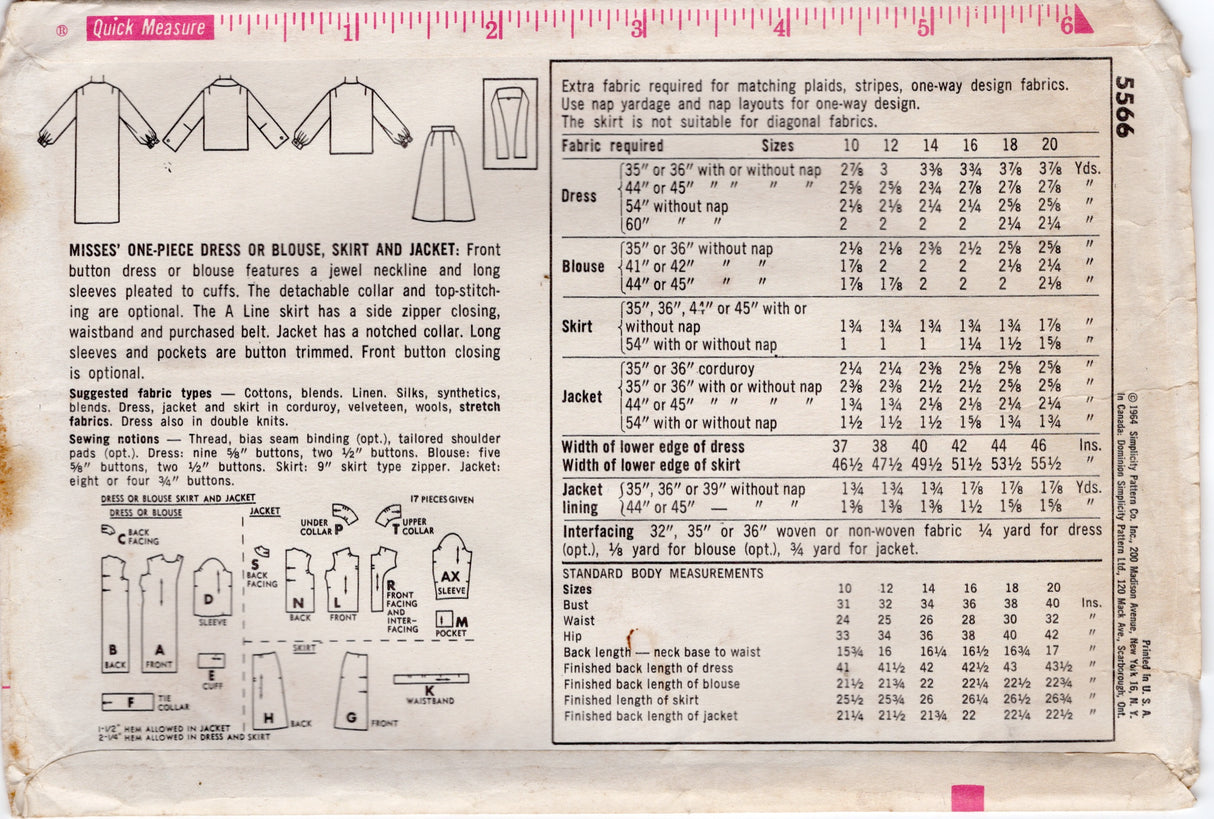 ® Quick Measure 1 2 3 4 5 6
5566
MISSES' ONE-PIECE DRESS OR BLOUSE, SKIRT AND JACKET: Front
button dress or blouse features a jewel neckline and long
sleeves pleated to cuffs. The detachable collar and top-stitch-
ing are optional. The A Line skirt has a side zipper closing,
waistband and purchased belt. Jacket has a notched collar. Long
sleeves and pockets are button trimmed. Front button closing
is optional.
Suggested fabric types — Cottons, blends. Linen. Silks, synthetics,
blends. Dress, jacket and skirt in corduroy, velveteen, wools, stretch
fabrics. Dress also in double knits.
Sewing notions — Thread, bias seam binding (opt.), tailored shoulder
pads (opt.). Dress: nine ⅝" buttons, two ½" buttons. Blouse: five
⅝" buttons, two ½" buttons. Skirt: 9" skirt type zipper. Jacket:
eight or four ¾" buttons.
DRESS OR BLOUSE SKIRT AND JACKET 17 PIECES GIVEN
DRESS OR BLOUSE
C BACK
FACING
B
BACK
A
FRONT
D
SLEEVE
E
CUFF
F TIE
COLLAR
JACKET
UNDER
COLLAR P
T UPPER
COLLAR
S
BACK
FACING
N
BACK
L
FRONT
R
FRONT
FACING
AND
INTER-
FACING
AX
SLEEVE
M
POCKET
SKIRT
H BACK
G FRONT
K
WAISTBAND
1-1/2" HEM ALLOWED IN JACKET
2-1/4" HEM ALLOWED IN DRESS AND SKIRT
Extra fabric required for matching plaids, stripes, one-way design fabrics.
Use nap yardage and nap layouts for one-way design.
The skirt is not suitable for diagonal fabrics.
Fabric required Sizes 10 12 14 16 18 20
Dress
35" or 36" with or without nap 2⅞ 3 3⅜ 3¾ 3⅞ 3⅞ Yds.
44" or 45" " " " " 2⅝ 2⅝ 2¾ 2⅞ 2⅞ 2⅞ "
54" without nap 2⅛ 2⅛ 2¼ 2¼ 2⅝ 2⅝ "
60" " " 2 2 2 2 2¼ 2¼ "
Blouse
35" or 36" without nap 2⅛ 2⅛ 2⅜ 2½ 2⅝ 2⅝ "
41" or 42" " " 1⅞ 2 2 2 2⅛ 2¼ "
44" or 45" " " 1⅞ 1⅞ 2 2 2 2⅛ "
Skirt
35", 36", 44" or 45" with or
without nap 1¾ 1¾ 1¾ 1¾ 1¾ 1⅞ "
54" with or without nap 1 1 1 1¼ 1½ 1⅝ "
Jacket
35" or 36" corduroy 2¼ 2¼ 2⅜ 2⅝ 2⅝ 2⅝ "
35" or 36" with or without nap 2⅜ 2⅜ 2½ 2½ 2⅝ 2⅝ "
44" or 45" " " " " 1¾ 1¾ 2⅛ 2⅛ 2¼ 2¼ "
54" with or without nap 1½ 1½ 1½ 1⅝ 1¾ 1¾ "
Width of lower edge of dress 37 38 40 42 44 46 Ins.
Width of lower edge of skirt 46½ 47½ 49½ 51½ 53½ 55½ "
Jacket 35", 36" or 39" without nap 1¾ 1¾ 1¾ 1⅞ 1⅞ 1⅞ Yds.
lining 44" or 45" — " " 1⅜ 1⅜ 1⅜ 1½ 1⅝ 1⅝ "
Interfacing 32", 35" or 36" woven or non-woven fabric ¼ yard for dress
(opt.), ⅛ yard for blouse (opt.), ¾ yard for jacket.
STANDARD BODY MEASUREMENTS
Sizes 10 12 14 16 18 20
Bust 31 32 34 36 38 40 Ins.
Waist 24 25 26 28 30 32 "
Hip 33 34 36 38 40 42 "
Back length — neck base to waist 15¾ 16 16¼ 16½ 16¾ 17 "
Finished back length of dress 41 41½ 42 42½ 43 43½ "
Finished back length of blouse 21½ 21¾ 22 22¼ 22½ 22¾ "
Finished length of skirt 25½ 25¾ 26 26¼ 26½ 26¾ "
Finished back length of jacket 21¼ 21½ 21¾ 22 22¼ 22½ "
© 1964 Simplicity Pattern Co. Inc., 200 Madison Avenue, New York 16, N. Y.
In Canada: Dominion Simplicity Pattern Ltd., 120 Mack Ave., Scarborough, Ont.
Printed in U. S. A.